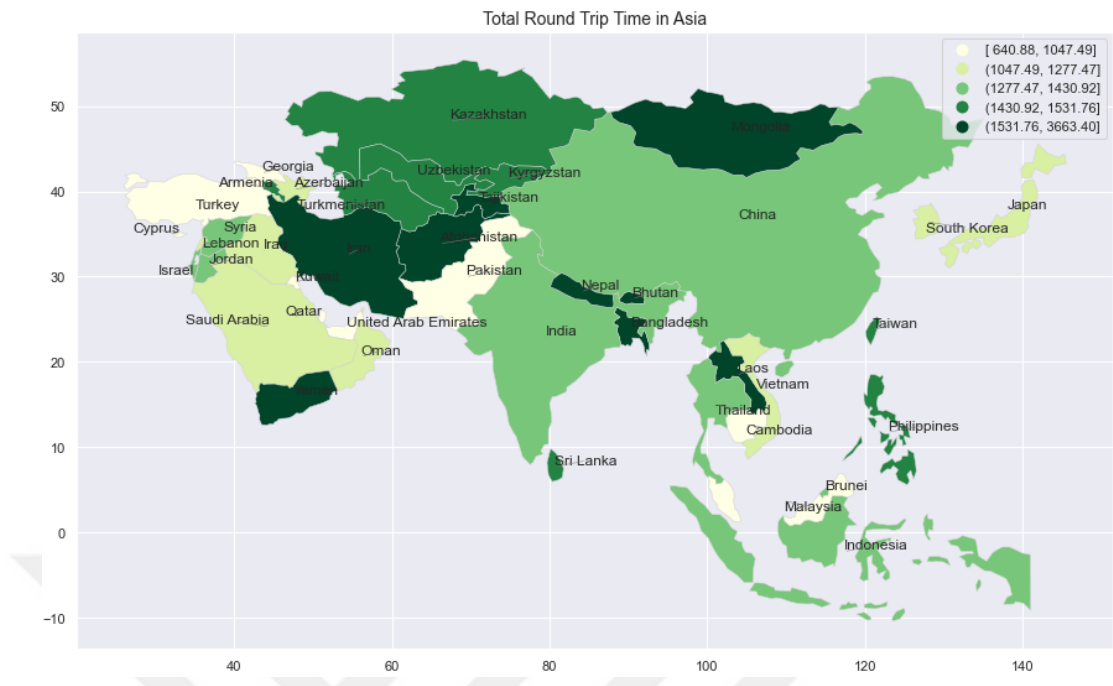 Total Round Trip Time in Asia
[ 640.88, 1047.49]
(1047.49, 1277.47]
(1277.47, 1430.92]
(1430.92, 1531.76]
(1531.76, 3663.40]
50
40
30
20
10
0
−10
Kazakhstan
Mongolia
Georgia
Uzbekistan
Kyrgyzstan
Armenia
Azerbaijan
Turkey
Turkmenistan
Tajikistan
Japan
China
Cyprus
Syria
South Korea
Lebanon
Iraq
Iran
Afghanistan
Jordan
Israel
Kuwait
Pakistan
Nepal
Bhutan
Qatar
Saudi Arabia
United Arab Emirates
India
Bangladesh
Taiwan
Oman
Laos
Vietnam
Yemen
Thailand
Cambodia
Philippines
Sri Lanka
Brunei
Malaysia
Indonesia
40
60
80
100
120
140